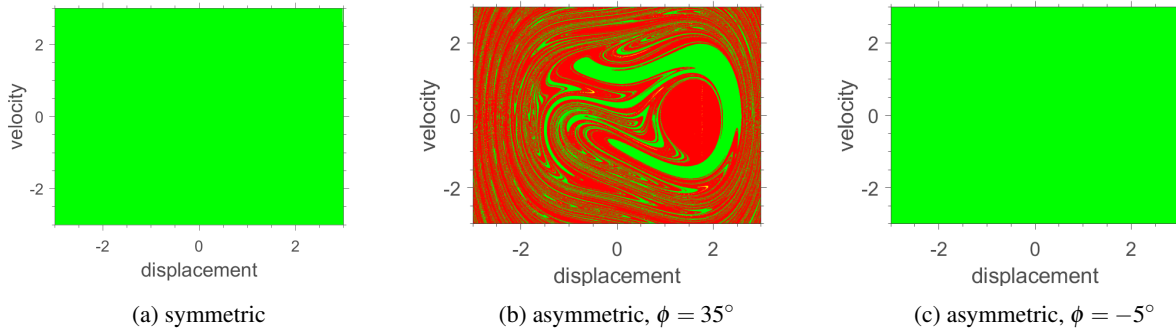 velocity
2
0
-2
-2
0
2
displacement
(a) symmetric
velocity
2
0
-2
-2
0
2
displacement
(b) asymmetric, ϕ = 35°
velocity
2
0
-2
-2
0
2
displacement
(c) asymmetric, ϕ = −5°